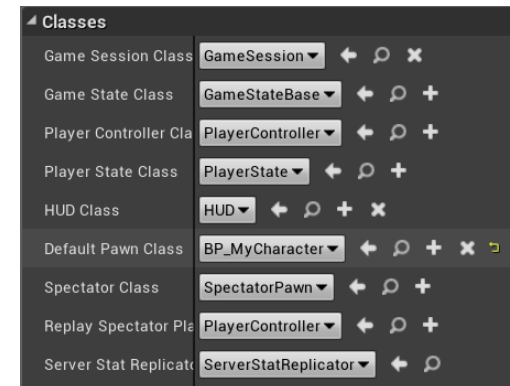 Classes
Game Session Class GameSession
Game State Class GameStateBase
Player Controller Cla PlayerController
Player State Class PlayerState
HUD Class HUD
Default Pawn Class BP_MyCharacter
Spectator Class SpectatorPawn
Replay Spectator Pla PlayerController
Server Stat Replicato ServerStatReplicator